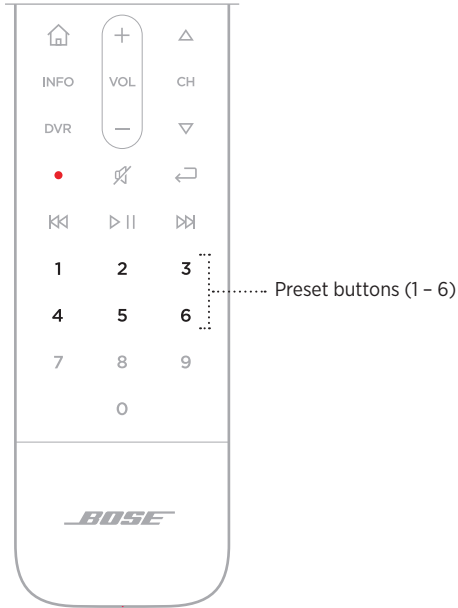 +
INFO VOL CH
DVR –
1 2 3
Preset buttons (1 – 6)
4 5 6
7 8 9
0
BOSE